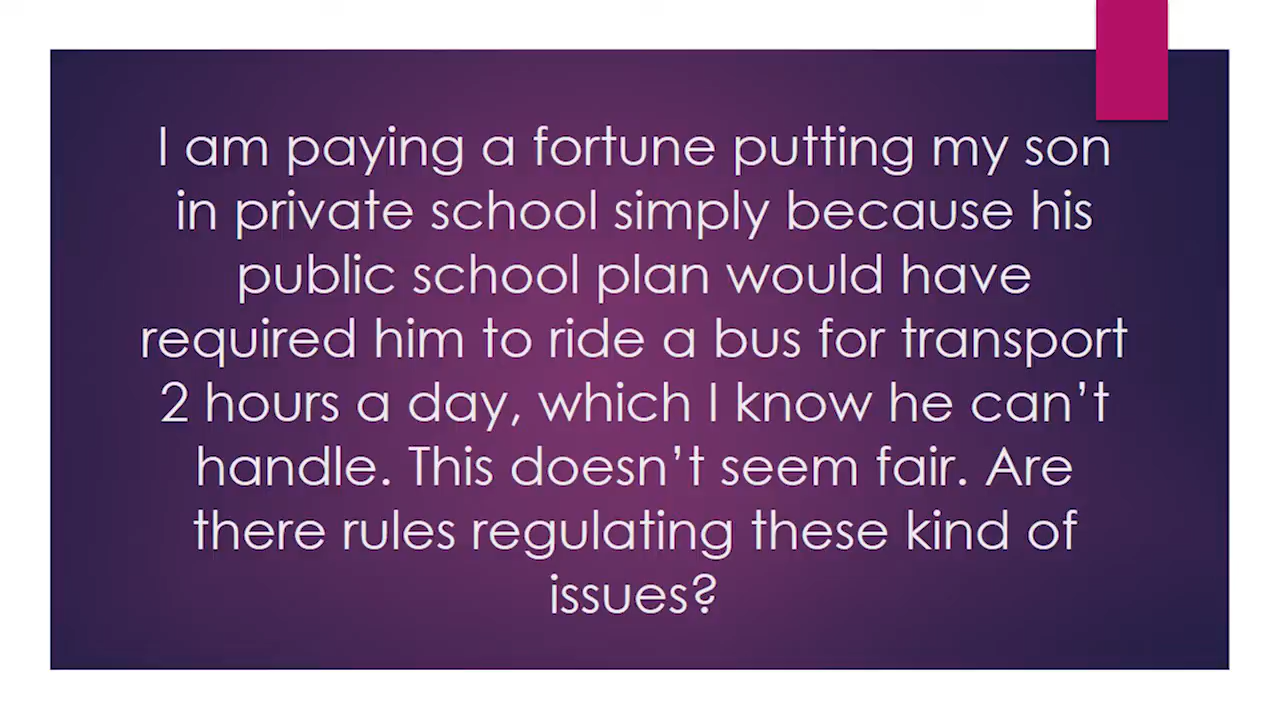 I am paying a fortune putting my son
in private school simply because his
public school plan would have
required him to ride a bus for transport
2 hours a day, which I know he can’t
handle. This doesn’t seem fair. Are
there rules regulating these kind of
issues?